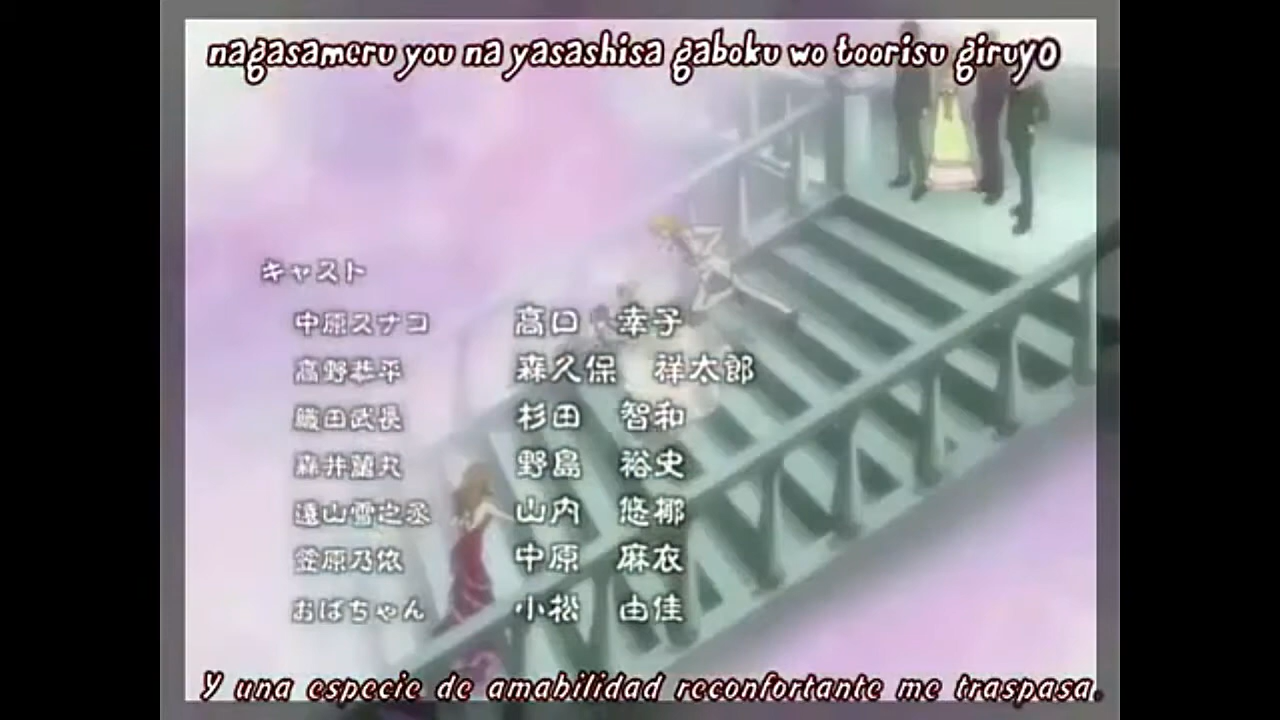 nagasameru you na yasashisa gaboku wo toorisu giruyo
キャスト
中原スナコ 高口 幸子
高野恭平 森久保 祥太郎
織田武長 杉田 智和
森井蘭丸 野島 裕史
遠山雪之丞 山内 悠椰
笠原乃依 中原 麻衣
おばちゃん 小松 由佳
Y una especie de amabilidad reconfortante me traspasa.